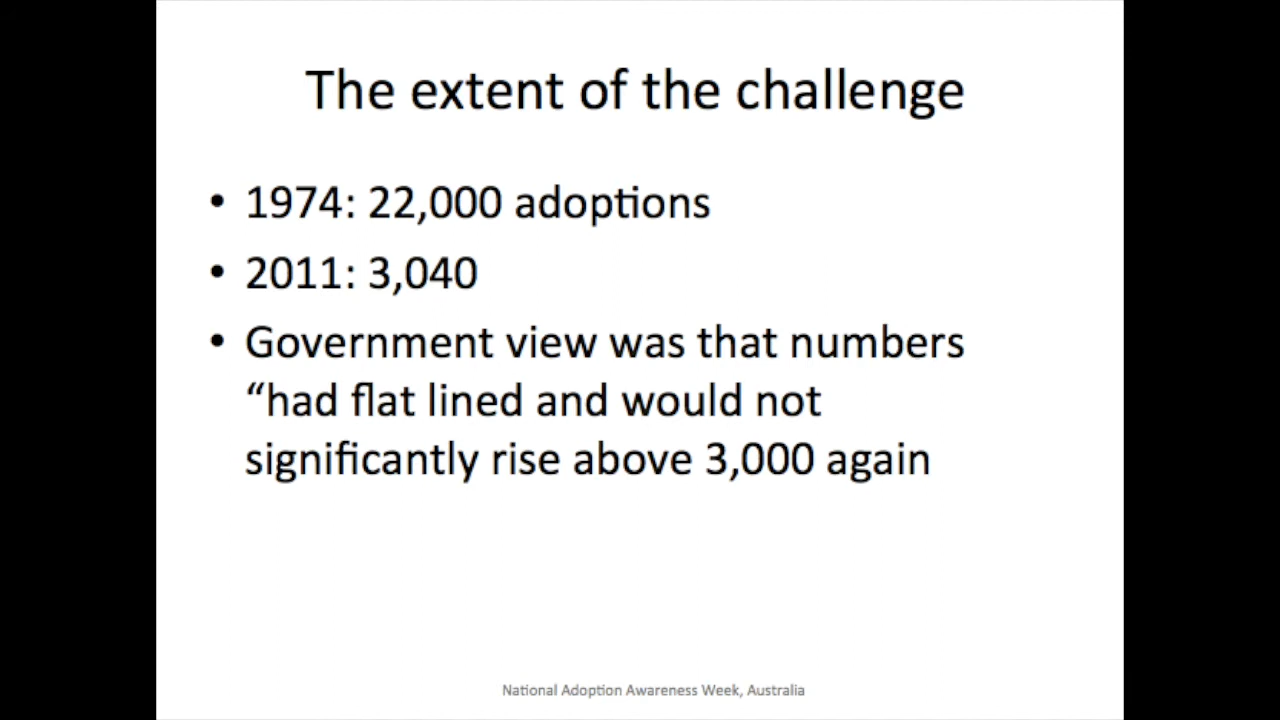 The extent of the challenge
• 1974: 22,000 adoptions
• 2011: 3,040
• Government view was that numbers
“had flat lined and would not
significantly rise above 3,000 again
National Adoption Awareness Week, Australia